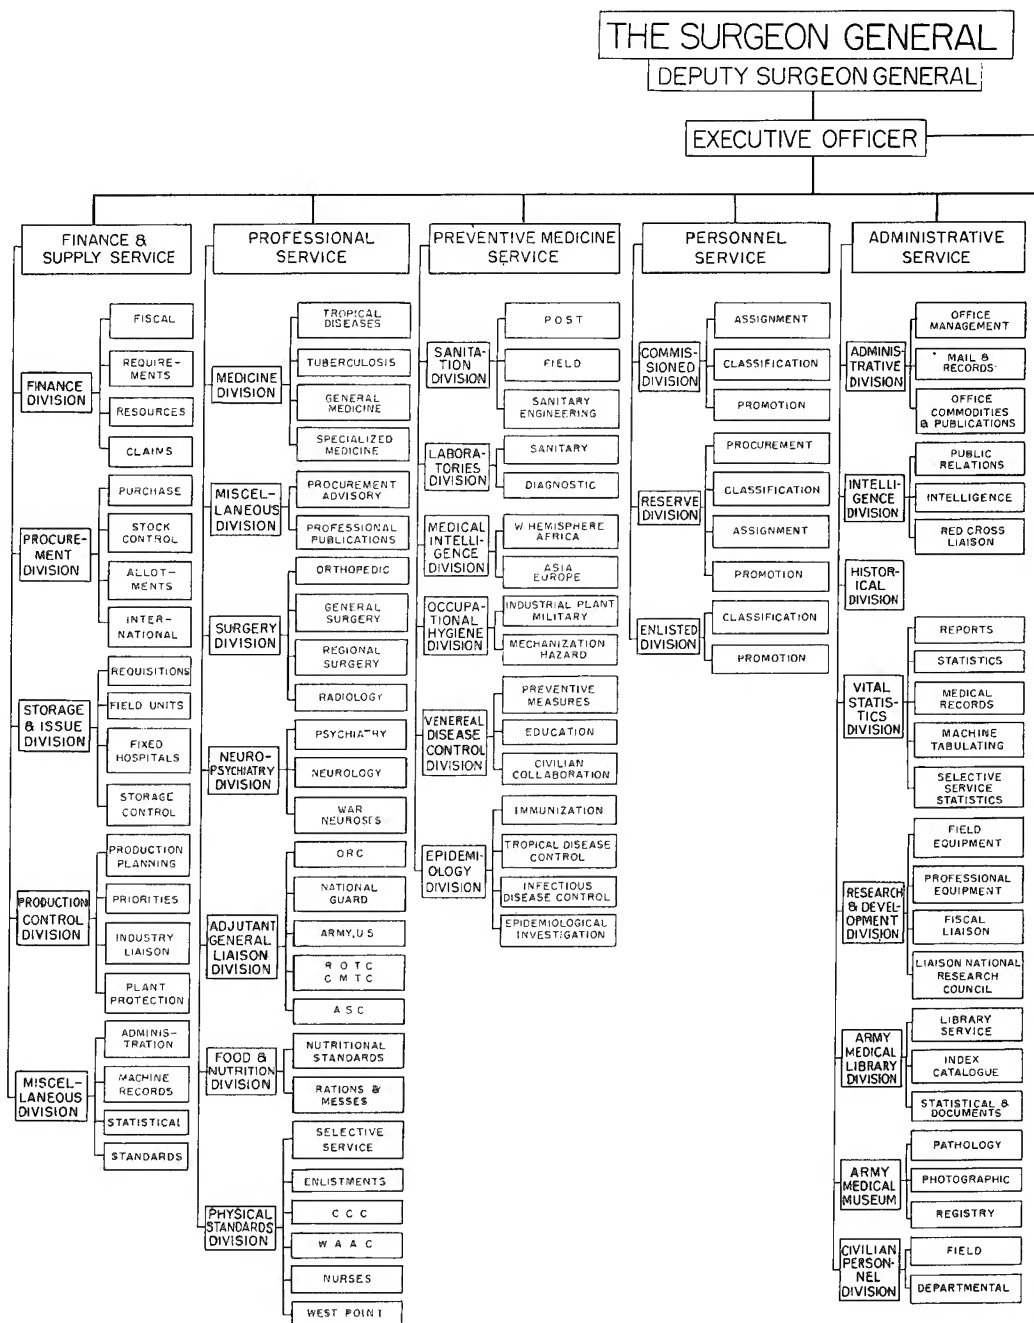 THE SURGEON GENERAL
DEPUTY SURGEON GENERAL
EXECUTIVE OFFICER
FINANCE &
SUPPLY SERVICE
FINANCE
DIVISION
FISCAL
REQUIRE-
MENTS
RESOURCES
CLAIMS
PROCURE-
MENT
DIVISION
PURCHASE
STOCK
CONTROL
ALLOT-
MENTS
INTER-
NATIONAL
STORAGE
& ISSUE
DIVISION
REQUISITIONS
FIELD UNITS
FIXED
HOSPITALS
STORAGE
CONTROL
PRODUCTION
CONTROL
DIVISION
PRODUCTION
PLANNING
PRIORITIES
INDUSTRY
LIAISON
PLANT
PROTECTION
MISCEL-
LANEOUS
DIVISION
ADMINIS-
TRATION
MACHINE
RECORDS
STATISTICAL
STANDARDS
PROFESSIONAL
SERVICE
MEDICINE
DIVISION
TROPICAL
DISEASES
TUBERCULOSIS
GENERAL
MEDICINE
SPECIALIZED
MEDICINE
MISCEL-
LANEOUS
DIVISION
PROCUREMENT
ADVISORY
PROFESSIONAL
PUBLICATIONS
SURGERY
DIVISION
ORTHOPEDIC
GENERAL
SURGERY
REGIONAL
SURGERY
RADIOLOGY
NEURO-
PSYCHIATRY
DIVISION
PSYCHIATRY
NEUROLOGY
WAR
NEUROSES
ADJUTANT
GENERAL
LIAISON
DIVISION
ORC
NATIONAL
GUARD
ARMY, US
R O T C
C M T C
A S C
FOOD &
NUTRITION
DIVISION
NUTRITIONAL
STANDARDS
RATIONS &
MESSES
PHYSICAL
STANDARDS
DIVISION
SELECTIVE
SERVICE
ENLISTMENTS
C C C
W A A C
NURSES
WEST POINT
PREVENTIVE MEDICINE
SERVICE
SANITA-
TION
DIVISION
POST
FIELD
SANITARY
ENGINEERING
LABORA-
TORIES
DIVISION
SANITARY
DIAGNOSTIC
MEDICAL
INTELLI-
GENCE
DIVISION
W. HEMISPHERE
AFRICA
ASIA
EUROPE
OCCUPA-
TIONAL
HYGIENE
DIVISION
INDUSTRIAL PLANT
MILITARY
MECHANIZATION
HAZARD
VENEREAL
DISEASE
CONTROL
DIVISION
PREVENTIVE
MEASURES
EDUCATION
CIVILIAN
COLLABORATION
EPIDEMI-
OLOGY
DIVISION
IMMUNIZATION
TROPICAL DISEASE
CONTROL
INFECTIOUS
DISEASE CONTROL
EPIDEMIOLOGICAL
INVESTIGATION
PERSONNEL
SERVICE
COMMIS-
SIONED
DIVISION
ASSIGNMENT
CLASSIFICATION
PROMOTION
RESERVE
DIVISION
PROCUREMENT
CLASSIFICATION
ASSIGNMENT
PROMOTION
ENLISTED
DIVISION
CLASSIFICATION
PROMOTION
ADMINISTRATIVE
SERVICE
ADMINIS-
TRATIVE
DIVISION
OFFICE
MANAGEMENT
MAIL &
RECORDS
OFFICE
COMMODITIES
& PUBLICATIONS
INTELLI-
GENCE
DIVISION
PUBLIC
RELATIONS
INTELLIGENCE
RED CROSS
LIAISON
HISTOR-
ICAL
DIVISION
VITAL
STATIS-
TICS
DIVISION
REPORTS
STATISTICS
MEDICAL
RECORDS
MACHINE
TABULATING
SELECTIVE
SERVICE
STATISTICS
RESEARCH
& DEVEL-
OPMENT
DIVISION
FIELD
EQUIPMENT
PROFESSIONAL
EQUIPMENT
FISCAL
LIAISON
LIAISON NATIONAL
RESEARCH
COUNCIL
ARMY
MEDICAL
LIBRARY
DIVISION
LIBRARY
SERVICE
INDEX
CATALOGUE
STATISTICAL &
DOCUMENTS
ARMY
MEDICAL
MUSEUM
PATHOLOGY
PHOTOGRAPHIC
REGISTRY
CIVILIAN
PERSON-
NEL
DIVISION
FIELD
DEPARTMENTAL